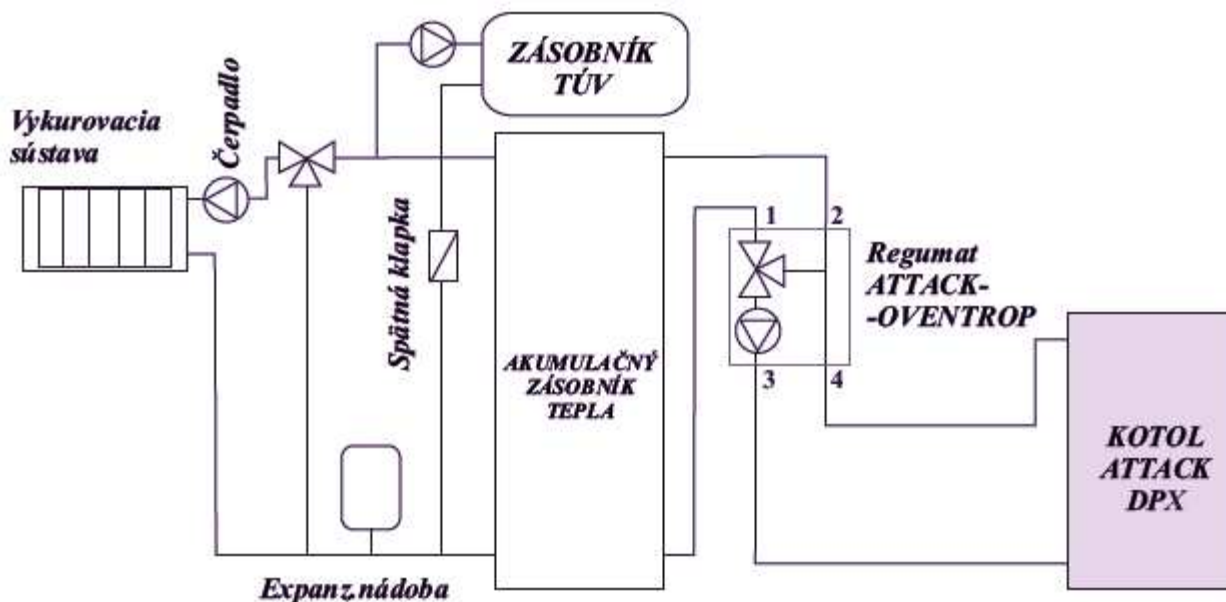 ZÁSOBNÍK
TÚV
Vykurovacia
sústava
Čerpadlo
Spätná klapka
1
2
Regumat
ATTACK-
-OVENTROP
3
4
AKUMULAČNÝ
ZÁSOBNÍK
TEPLA
KOTOL
ATTACK
DPX
Expanz.nádoba